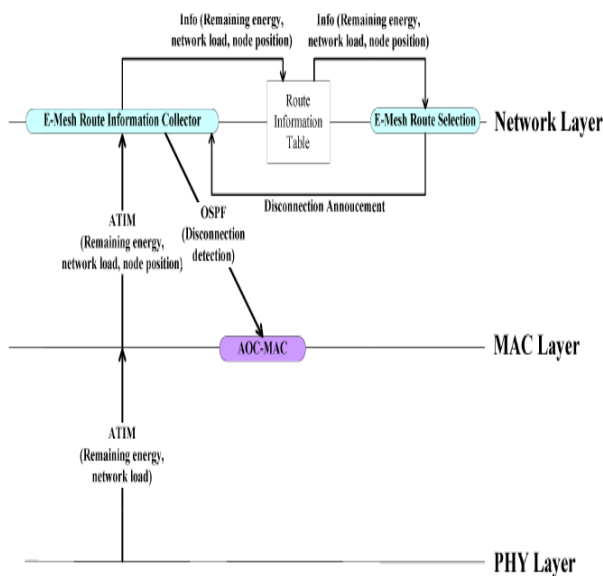 Info (Remaining energy,
network load, node position)
Info (Remaining energy,
network load, node position)
E-Mesh Route Information Collector
Route
Information
Table
E-Mesh Route Selection
Network Layer
Disconnection Annoucement
OSPF
(Disconnection
detection)
ATIM
(Remaining energy,
network load, node position)
AOC-MAC
MAC Layer
ATIM
(Remaining energy,
network load)
PHY Layer